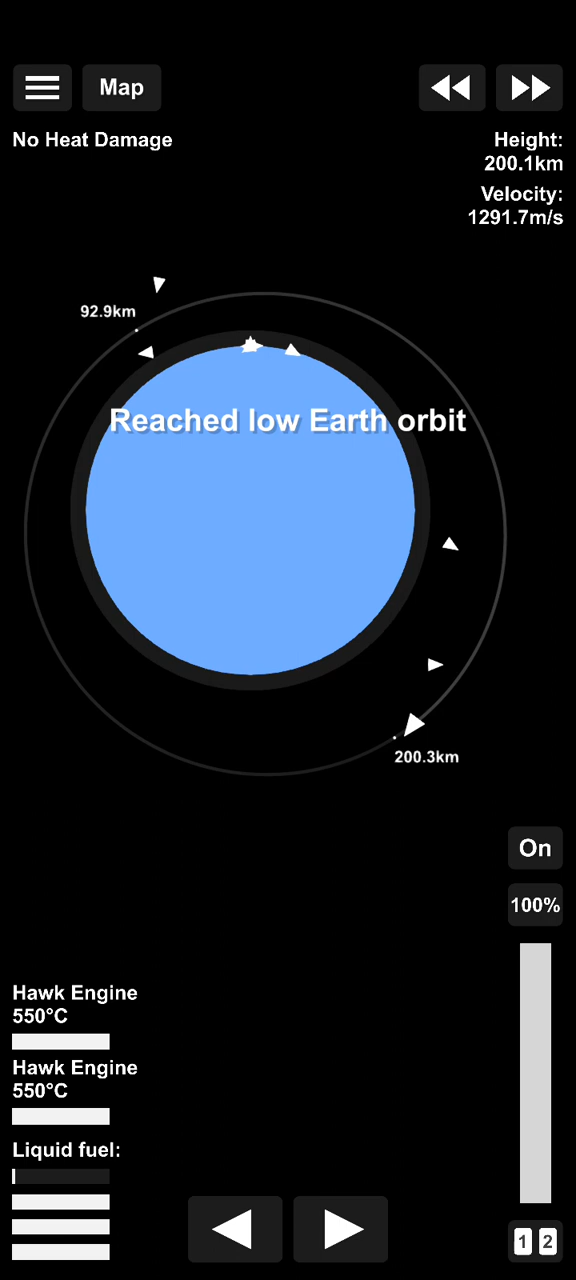 Map
No Heat Damage
Height:
200.1km
Velocity:
1291.7m/s
92.9km
Reached low Earth orbit
200.3km
On
100%
Hawk Engine
550°C
Hawk Engine
550°C
Liquid fuel:
1 2